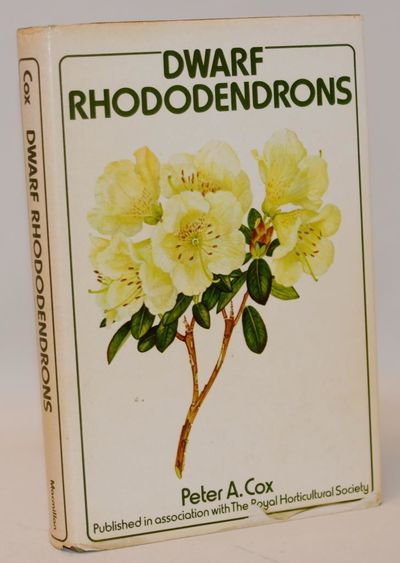 DWARF
RHODODENDRONS
Peter A. Cox
Published in association with The Royal Horticultural Society
Cox
DWARF RHODODENDRONS
Macmillan